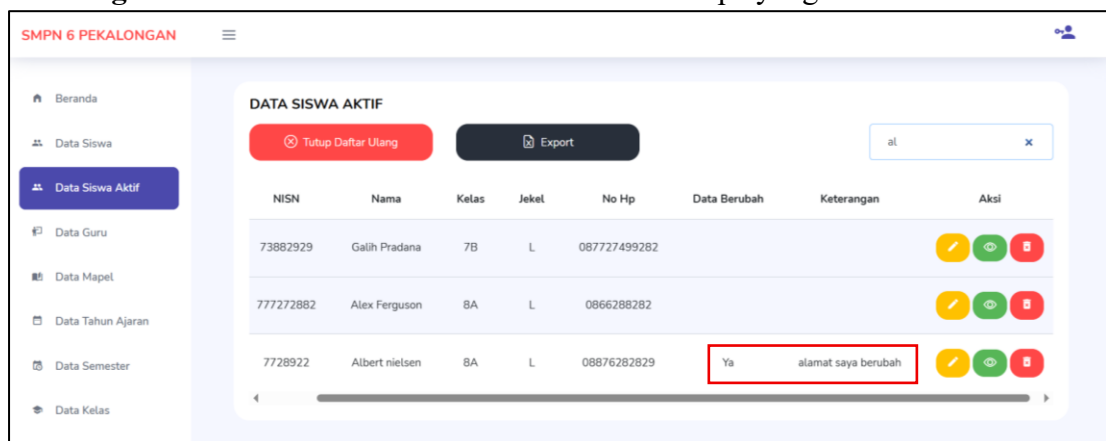 SMPN 6 PEKALONGAN
Beranda
Data Siswa
Data Siswa Aktif
Data Guru
Data Mapel
Data Tahun Ajaran
Data Semester
Data Kelas
DATA SISWA AKTIF
Tutup Daftar Ulang Export al
NISN Nama Kelas Jekel No Hp Data Berubah Keterangan Aksi
73882929 Galih Pradana 7B L 087727499282
777272882 Alex Ferguson 8A L 0866288282
7728922 Albert nielsen 8A L 08876282829 Ya alamat saya berubah